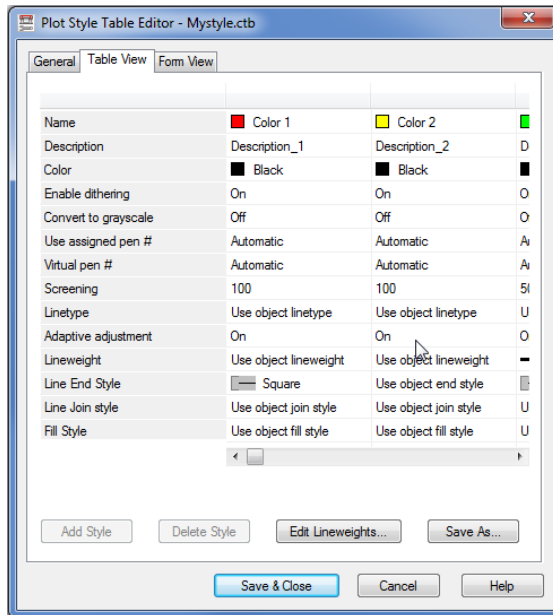 Plot Style Table Editor - Mystyle.ctb
General Table View Form View
Name Color 1 Color 2
Description Description_1 Description_2 D
Color Black Black
Enable dithering On On O
Convert to grayscale Off Off O
Use assigned pen # Automatic Automatic A
Virtual pen # Automatic Automatic A
Screening 100 100 50
Linetype Use object linetype Use object linetype U
Adaptive adjustment On On O
Lineweight Use object lineweight Use object lineweight
Line End Style Square Use object end style
Line Join style Use object join style Use object join style U
Fill Style Use object fill style Use object fill style U
Add Style Delete Style Edit Lineweights... Save As...
Save & Close Cancel Help